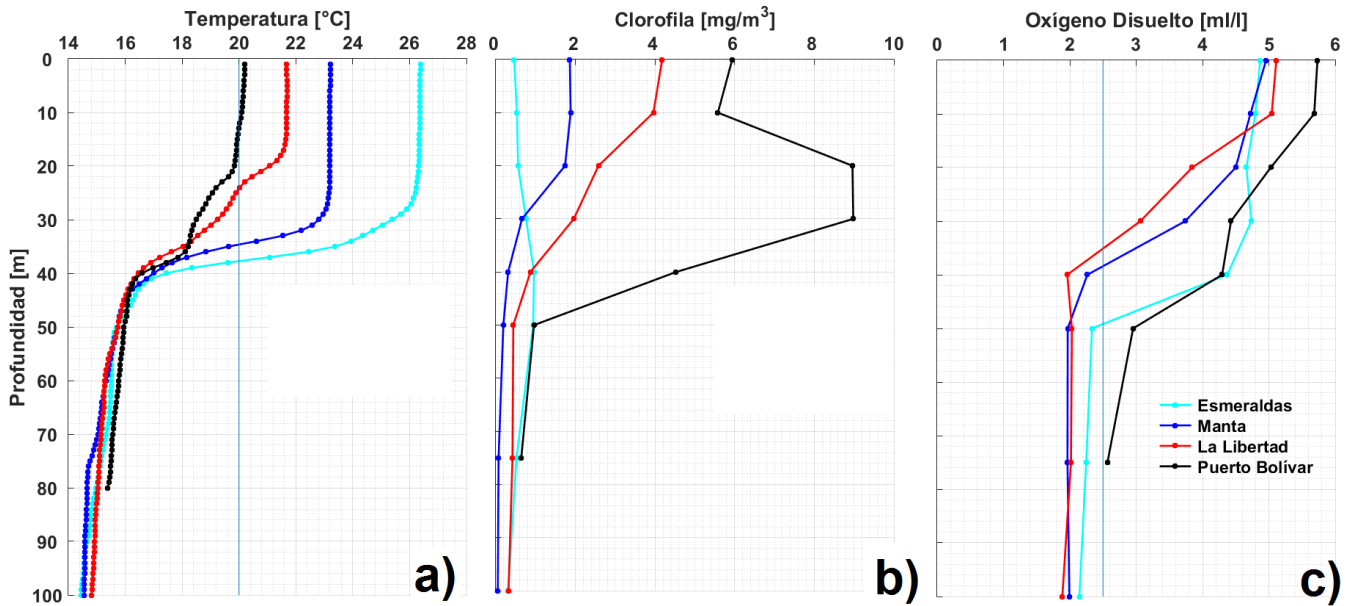 Temperatura [°C]
14 16 18 20 22 24 26 28
Profundidad [m]
0
10
20
30
40
50
60
70
80
90
100
a)
Clorofila [mg/m³]
0 2 4 6 8 10
b)
Oxígeno Disuelto [ml/l]
0 1 2 3 4 5 6
Esmeraldas
Manta
La Libertad
Puerto Bolívar
c)